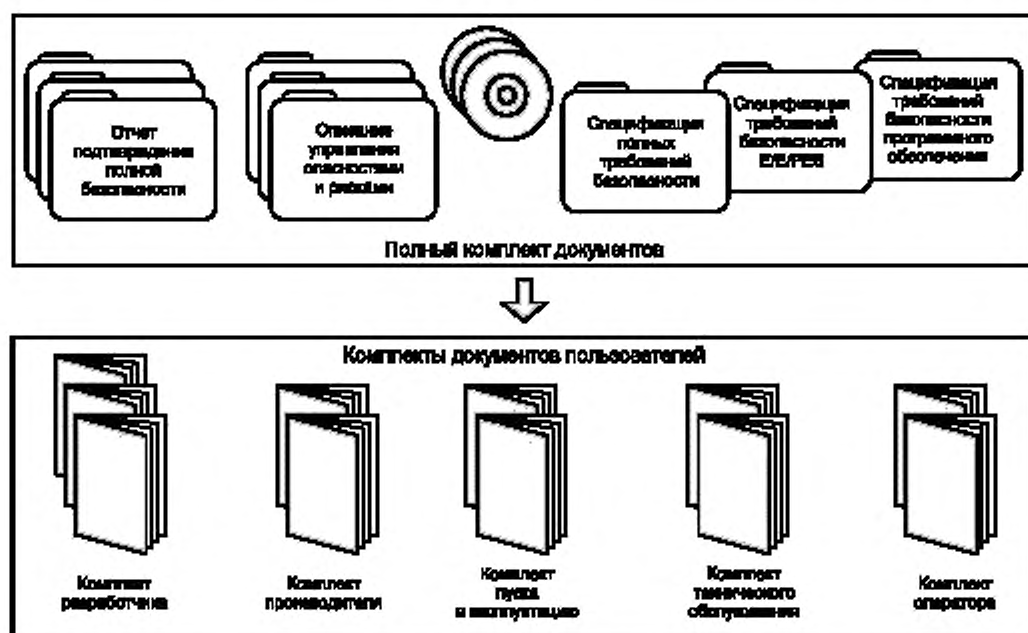 Отчет
подтверждения
полной
безопасности
Описание
управления
опасностями
и рисками
Спецификация
полных
требований
безопасности
Спецификация
требований
безопасности
E/E/PES
Спецификация
требований
безопасности
программного
обеспечения
Полный комплект документов
Комплекты документов пользователей
Комплект
разработчика
Комплект
производителя
Комплект
пуска
в эксплуатацию
Комплект
технического
обслуживания
Комплект
оператора